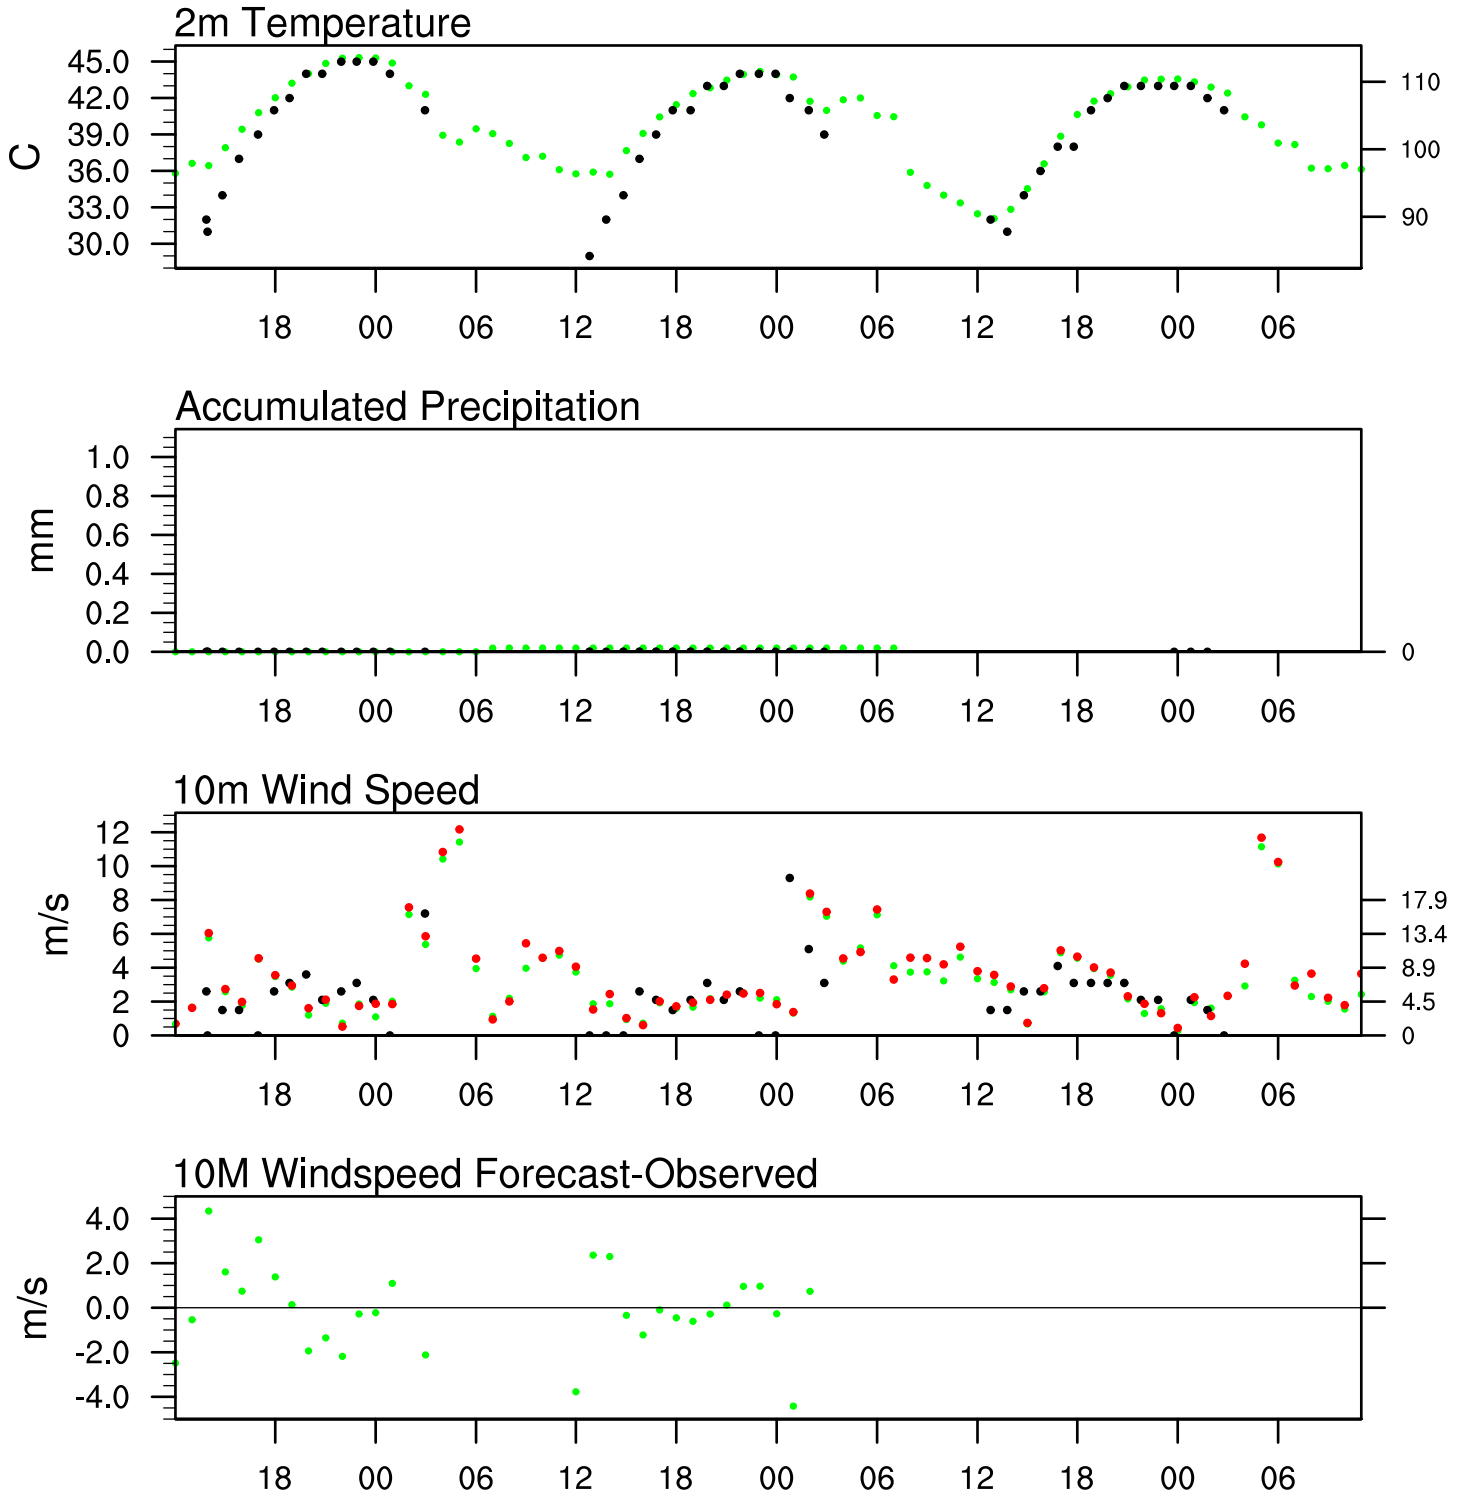 2m Temperature
45.0
42.0
39.0
36.0
33.0
30.0
C
110
100
90
18 00 06 12 18 00 06 12 18 00 06
Accumulated Precipitation
1.0
0.8
0.6
0.4
0.2
0.0
mm
0
18 00 06 12 18 00 06 12 18 00 06
10m Wind Speed
12
10
8
6
4
2
0
m/s
17.9
13.4
8.9
4.5
0
18 00 06 12 18 00 06 12 18 00 06
10M Windspeed Forecast-Observed
4.0
2.0
0.0
-2.0
-4.0
m/s
18 00 06 12 18 00 06 12 18 00 06